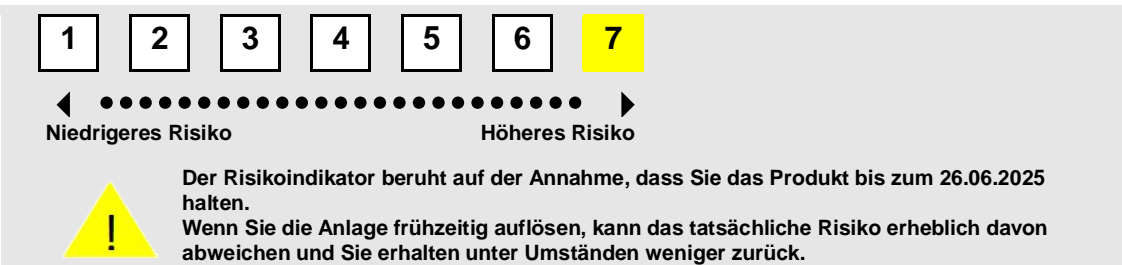 1 2 3 4 5 6 7
Niedrigeres Risiko Höheres Risiko
Der Risikoindikator beruht auf der Annahme, dass Sie das Produkt bis zum 26.06.2025
halten.
Wenn Sie die Anlage frühzeitig auflösen, kann das tatsächliche Risiko erheblich davon
abweichen und Sie erhalten unter Umständen weniger zurück.
!